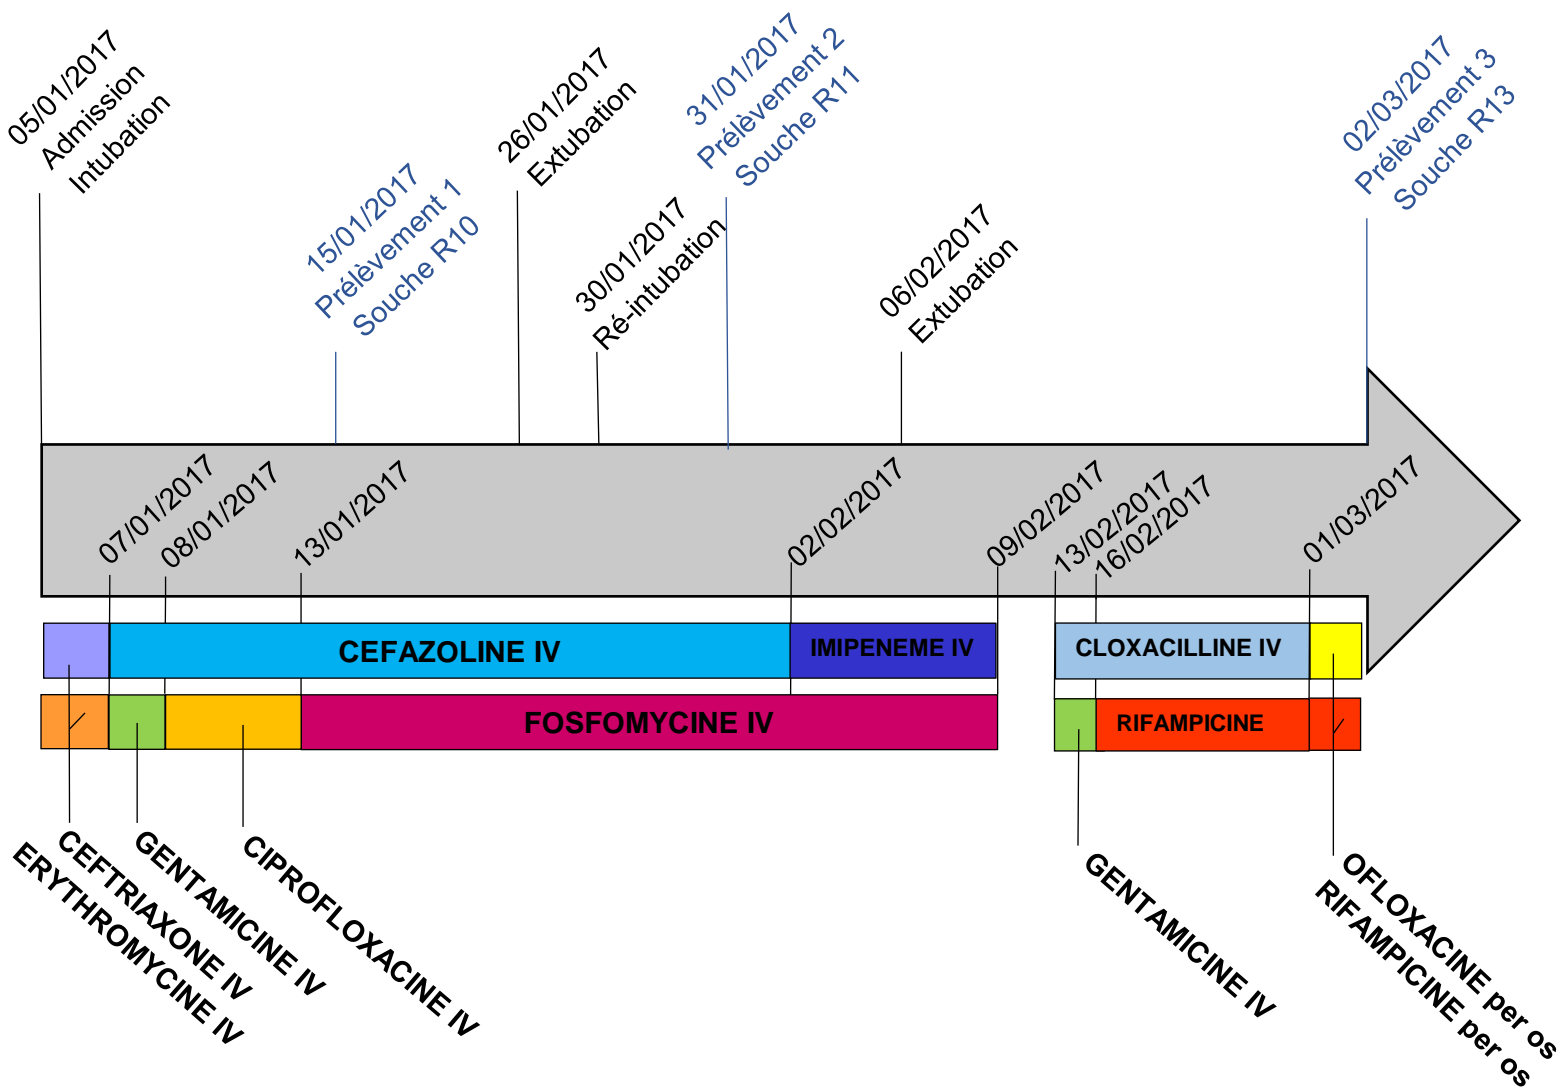 05/01/2017
Admission
Intubation
15/01/2017
Prélèvement 1
Souche R10
26/01/2017
Extubation
30/01/2017
Ré-intubation
31/01/2017
Prélèvement 2
Souche R11
06/02/2017
Extubation
02/03/2017
Prélèvement 3
Souche R13
07/01/2017
08/01/2017
13/01/2017
02/02/2017
09/02/2017
13/02/2017
16/02/2017
01/03/2017
CEFAZOLINE IV
IMIPENEME IV
CLOXACILLINE IV
FOSFOMYCINE IV
RIFAMPICINE
CEFTRIAXONE IV
ERYTHROMYCINE IV
GENTAMICINE IV
CIPROFLOXACINE IV
GENTAMICINE IV
OFLOXACINE per os
RIFAMPICINE per os